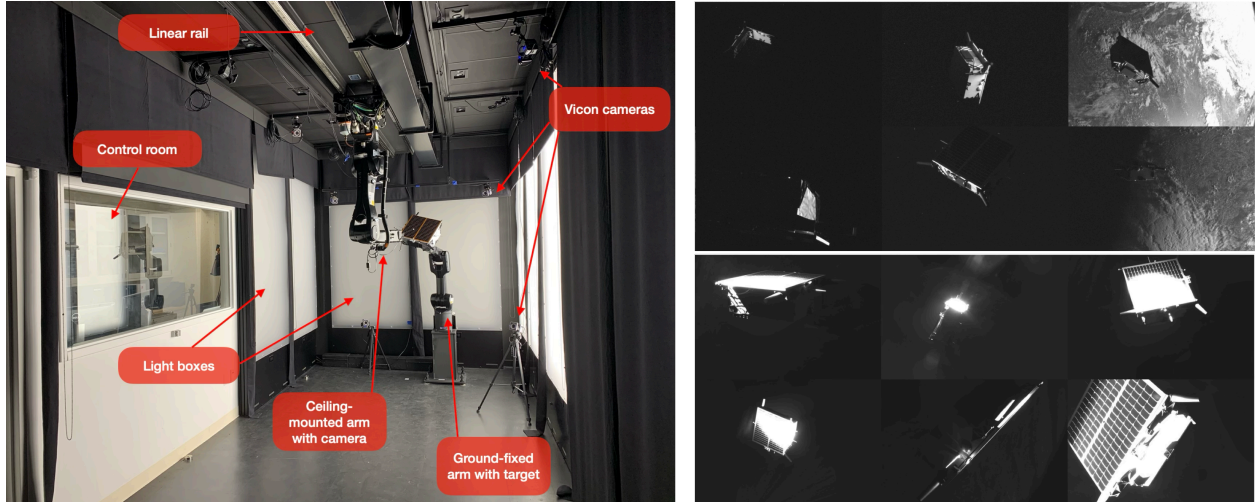 Linear rail
Vicon cameras
Control room
Light boxes
Ceiling-
mounted arm
with camera
Ground-fixed
arm with target